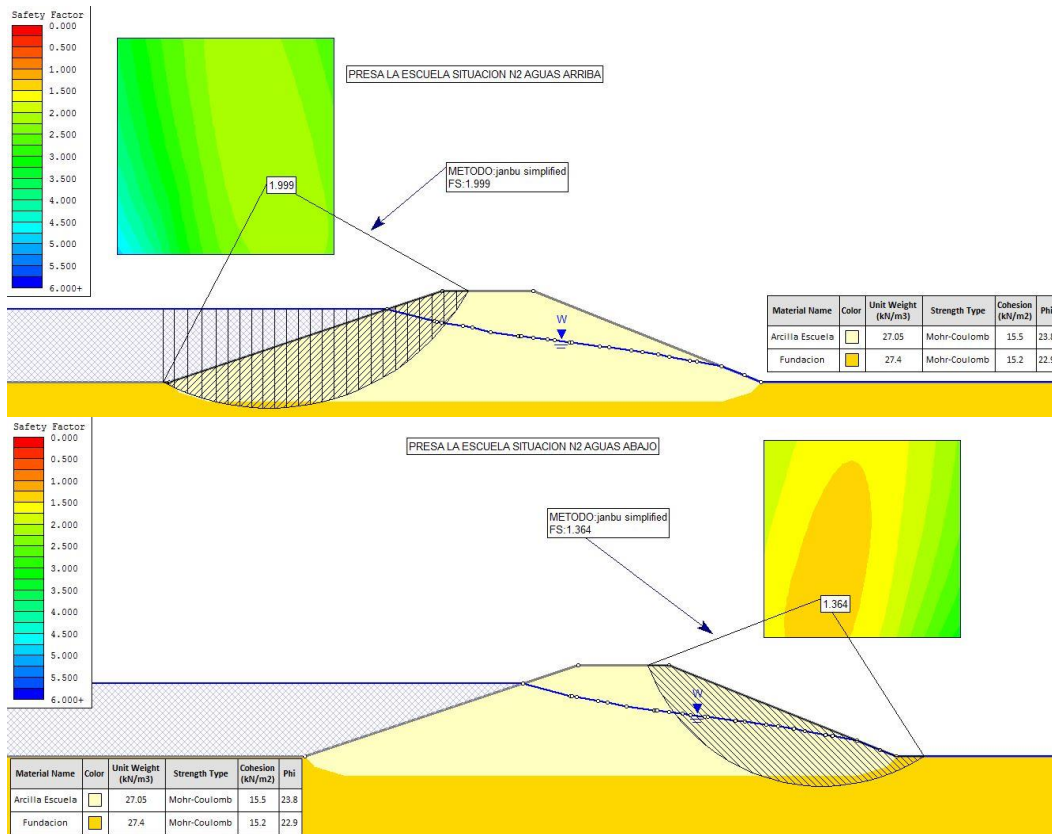 Safety Factor
0.000
0.500
1.000
1.500
2.000
2.500
3.000
3.500
4.000
4.500
5.000
5.500
6.000+
PRESA LA ESCUELA SITUACION N2 AGUAS ARRIBA
METODO:janbu simplified
FS:1.999
1.999
W
Material Name Color Unit Weight (kN/m3) Strength Type Cohesion (kN/m2) Phi
Arcilla Escuela 27.05 Mohr-Coulomb 15.5 23.8
Fundacion 27.4 Mohr-Coulomb 15.2 22.9
Safety Factor
0.000
0.500
1.000
1.500
2.000
2.500
3.000
3.500
4.000
4.500
5.000
5.500
6.000+
PRESA LA ESCUELA SITUACION N2 AGUAS ABAJO
METODO:janbu simplified
FS:1.364
1.364
W
Material Name Color Unit Weight (kN/m3) Strength Type Cohesion (kN/m2) Phi
Arcilla Escuela 27.05 Mohr-Coulomb 15.5 23.8
Fundacion 27.4 Mohr-Coulomb 15.2 22.9